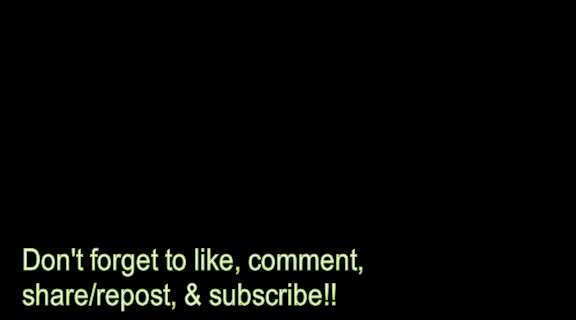 Don't forget to like, comment,
share/repost, & subscribe!!